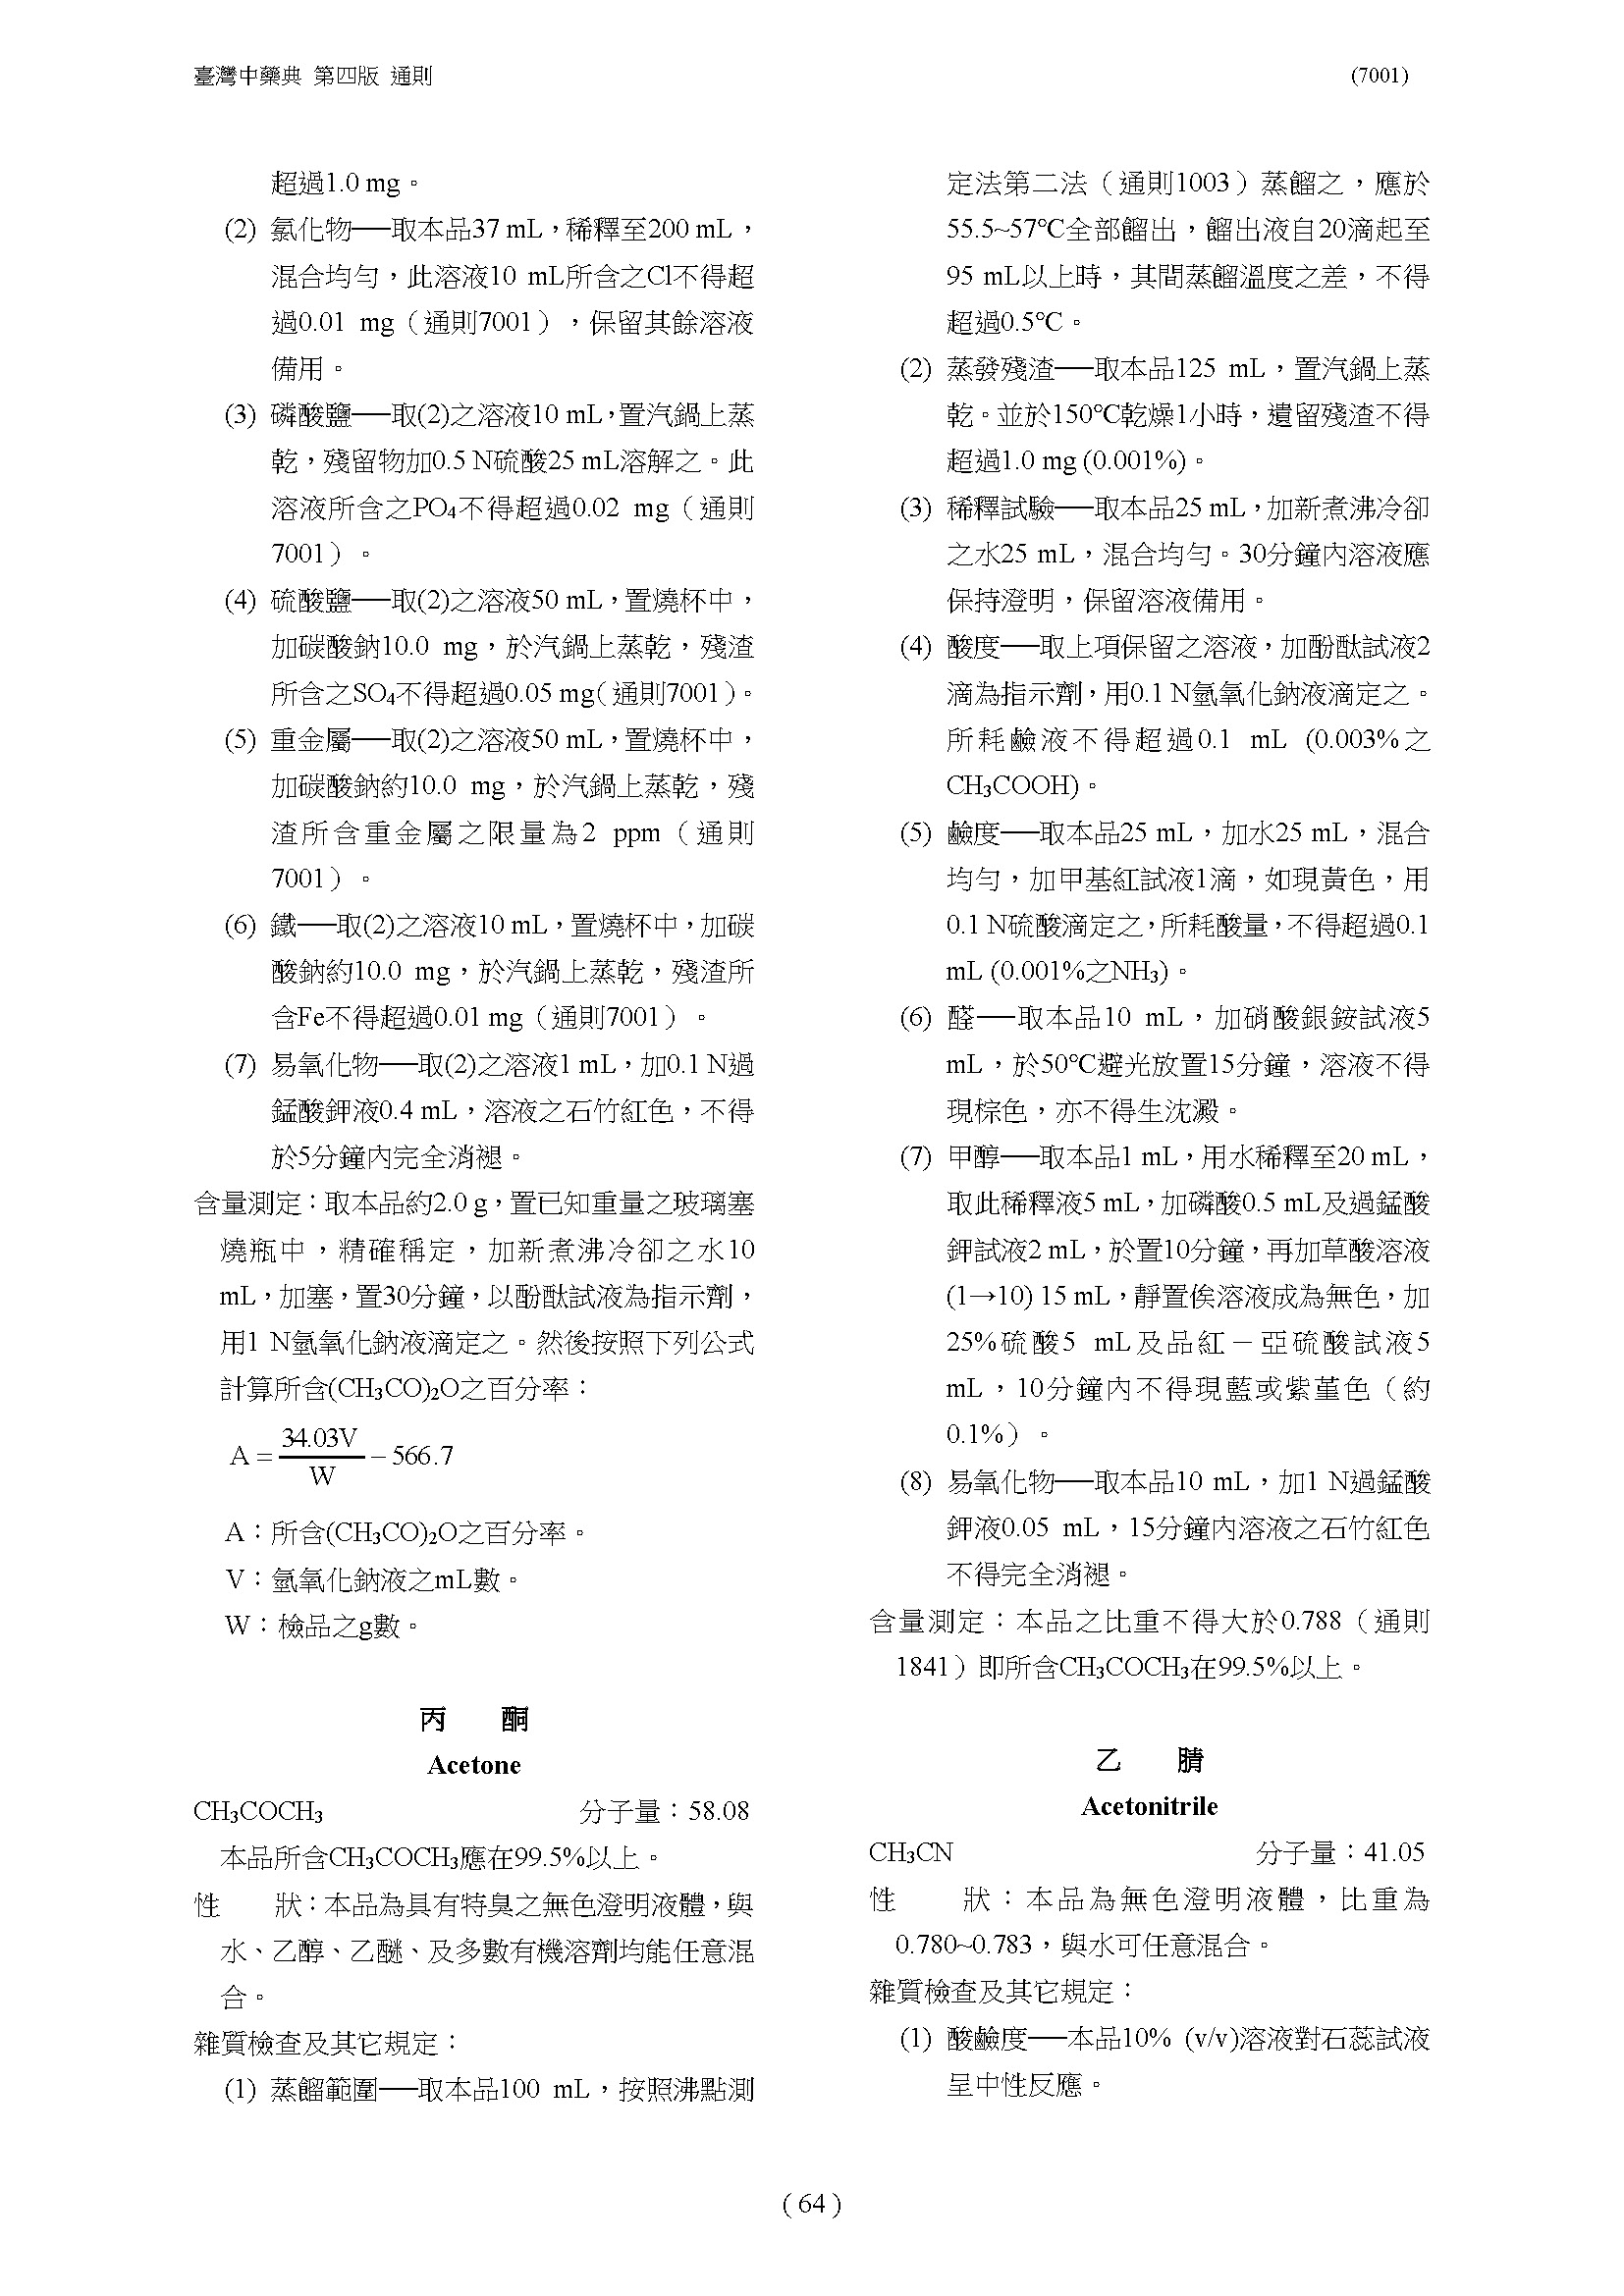 臺灣中藥典 第四版 通則
(7001)
超過1.0 mg。
(2) 氯化物──取本品37 mL，稀釋至200 mL，
混合均勻，此溶液10 mL所含之Cl不得超
過0.01 mg（通則7001），保留其餘溶液
備用。
(3) 磷酸鹽──取(2)之溶液10 mL，置汽鍋上蒸
乾，殘留物加0.5 N硫酸25 mL溶解之。此
溶液所含之PO₄不得超過0.02 mg（通則
7001）。
(4) 硫酸鹽──取(2)之溶液50 mL，置燒杯中，
加碳酸鈉10.0 mg，於汽鍋上蒸乾，殘渣
所含之SO₄不得超過0.05 mg（通則7001）。
(5) 重金屬──取(2)之溶液50 mL，置燒杯中，
加碳酸鈉約10.0 mg，於汽鍋上蒸乾，殘
渣所含重金屬之限量為2 ppm（通則
7001）。
(6) 鐵──取(2)之溶液10 mL，置燒杯中，加碳
酸鈉約10.0 mg，於汽鍋上蒸乾，殘渣所
含Fe不得超過0.01 mg（通則7001）。
(7) 易氧化物──取(2)之溶液1 mL，加0.1 N過
錳酸鉀液0.4 mL，溶液之石竹紅色，不得
於5分鐘內完全消褪。
含量測定：取本品約2.0 g，置已知重量之玻璃塞
燒瓶中，精確稱定，加新煮沸冷卻之水10
mL，加塞，置30分鐘，以酚酞試液為指示劑，
用1 N氫氧化鈉液滴定之。然後按照下列公式
計算所含(CH₃CO)₂O之百分率：
A = 34.03V/W − 566.7
A：所含(CH₃CO)₂O之百分率。
V：氫氧化鈉液之mL數。
W：檢品之g數。
丙 酮
Acetone
CH₃COCH₃ 分子量：58.08
本品所含CH₃COCH₃應在99.5%以上。
性 狀：本品為具有特臭之無色澄明液體，與
水、乙醇、乙醚、及多數有機溶劑均能任意混
合。
雜質檢查及其它規定：
(1) 蒸餾範圍──取本品100 mL，按照沸點測
定法第二法（通則1003）蒸餾之，應於
55.5~57℃全部餾出，餾出液自20滴起至
95 mL以上時，其間蒸餾溫度之差，不得
超過0.5℃。
(2) 蒸發殘渣──取本品125 mL，置汽鍋上蒸
乾。並於150℃乾燥1小時，遺留殘渣不得
超過1.0 mg (0.001%)。
(3) 稀釋試驗──取本品25 mL，加新煮沸冷卻
之水25 mL，混合均勻。30分鐘內溶液應
保持澄明，保留溶液備用。
(4) 酸度──取上項保留之溶液，加酚酞試液2
滴為指示劑，用0.1 N氫氧化鈉液滴定之。
所耗鹼液不得超過0.1 mL (0.003%之
CH₃COOH)。
(5) 鹼度──取本品25 mL，加水25 mL，混合
均勻，加甲基紅試液1滴，如現黃色，用
0.1 N硫酸滴定之，所耗酸量，不得超過0.1
mL (0.001%之NH₃)。
(6) 醛──取本品10 mL，加硝酸銀銨試液5
mL，於50℃避光放置15分鐘，溶液不得
現棕色，亦不得生沈澱。
(7) 甲醇──取本品1 mL，用水稀釋至20 mL，
取此稀釋液5 mL，加磷酸0.5 mL及過錳酸
鉀試液2 mL，於置10分鐘，再加草酸溶液
(1→10) 15 mL，靜置俟溶液成為無色，加
25%硫酸5 mL及品紅－亞硫酸試液5
mL，10分鐘內不得現藍或紫堇色（約
0.1%）。
(8) 易氧化物──取本品10 mL，加1 N過錳酸
鉀液0.05 mL，15分鐘內溶液之石竹紅色
不得完全消褪。
含量測定：本品之比重不得大於0.788（通則
1841）即所含CH₃COCH₃在99.5%以上。
乙 腈
Acetonitrile
CH₃CN 分子量：41.05
性 狀：本品為無色澄明液體，比重為
0.780~0.783，與水可任意混合。
雜質檢查及其它規定：
(1) 酸鹼度──本品10% (v/v)溶液對石蕊試液
呈中性反應。
( 64 )